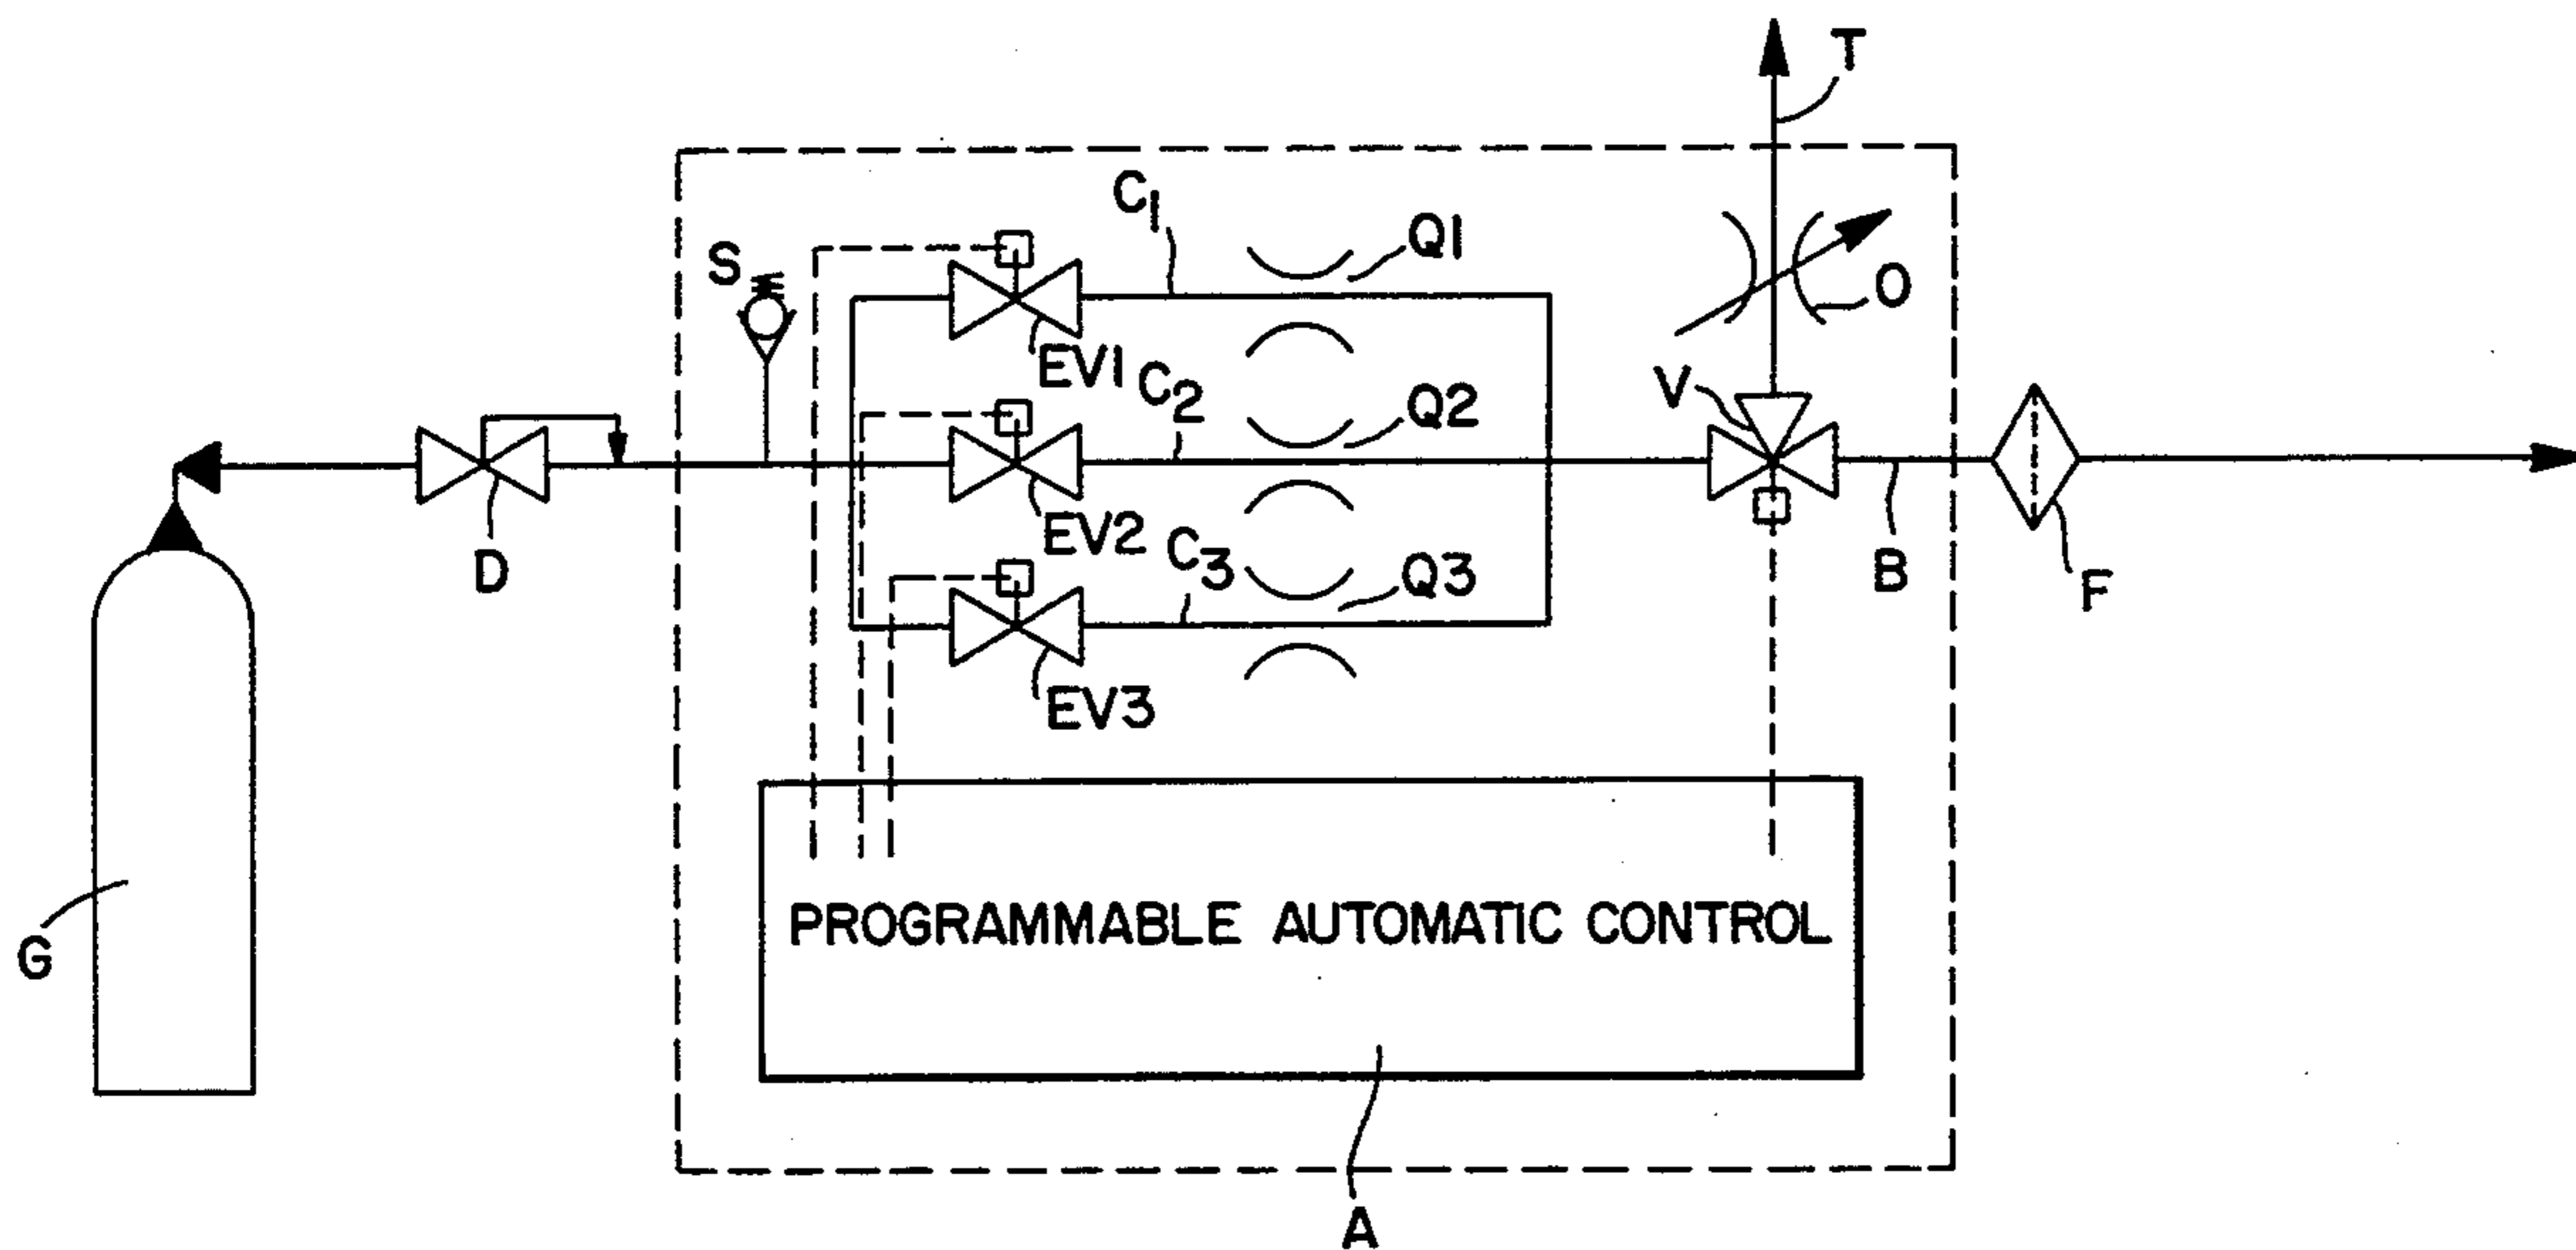 T
C1
Q1
S
O
EV1
C2
V
Q2
D
EV2
C3
Q3
B
F
EV3
PROGRAMMABLE AUTOMATIC CONTROL
G
A